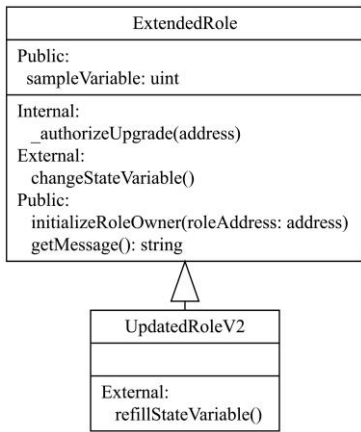 ExtendedRole
Public:
sampleVariable: uint
Internal:
_authorizeUpgrade(address)
External:
changeStateVariable()
Public:
initializeRoleOwner(roleAddress: address)
getMessage(): string
UpdatedRoleV2
External:
refillStateVariable()